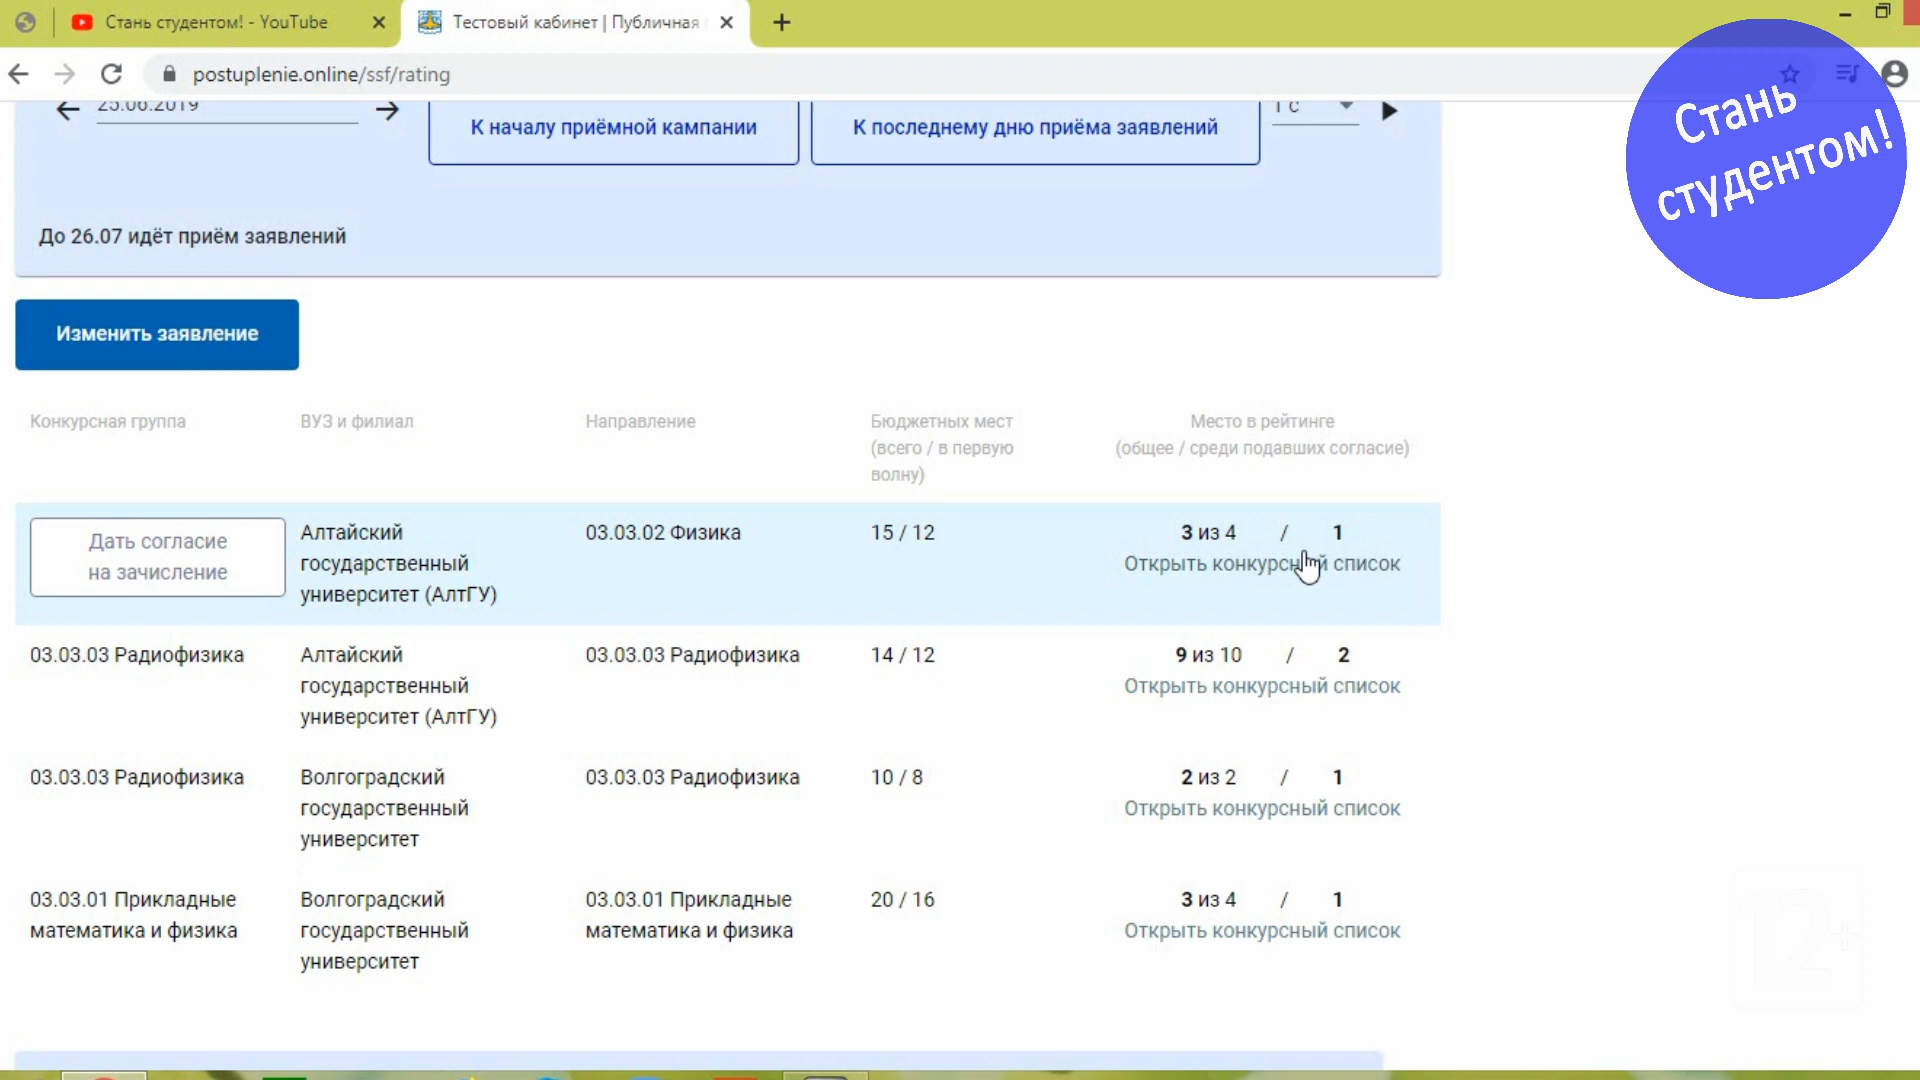 Стань студентом! - YouTube
Тестовый кабинет | Публичная
postuplenie.online/ssf/rating
Стань
студентом!
25.06.2019
К началу приёмной кампании
К последнему дню приёма заявлений
1 с
До 26.07 идёт приём заявлений
Изменить заявление
Конкурсная группа
ВУЗ и филиал
Направление
Бюджетных мест
(всего / в первую
волну)
Место в рейтинге
(общее / среди подавших согласие)
Дать согласие
на зачисление
Алтайский
государственный
университет (АлтГУ)
03.03.02 Физика
15 / 12
3 из 4 / 1
Открыть конкурсный список
03.03.03 Радиофизика
Алтайский
государственный
университет (АлтГУ)
03.03.03 Радиофизика
14 / 12
9 из 10 / 2
Открыть конкурсный список
03.03.03 Радиофизика
Волгоградский
государственный
университет
03.03.03 Радиофизика
10 / 8
2 из 2 / 1
Открыть конкурсный список
03.03.01 Прикладные
математика и физика
Волгоградский
государственный
университет
03.03.01 Прикладные
математика и физика
20 / 16
3 из 4 / 1
Открыть конкурсный список
12+